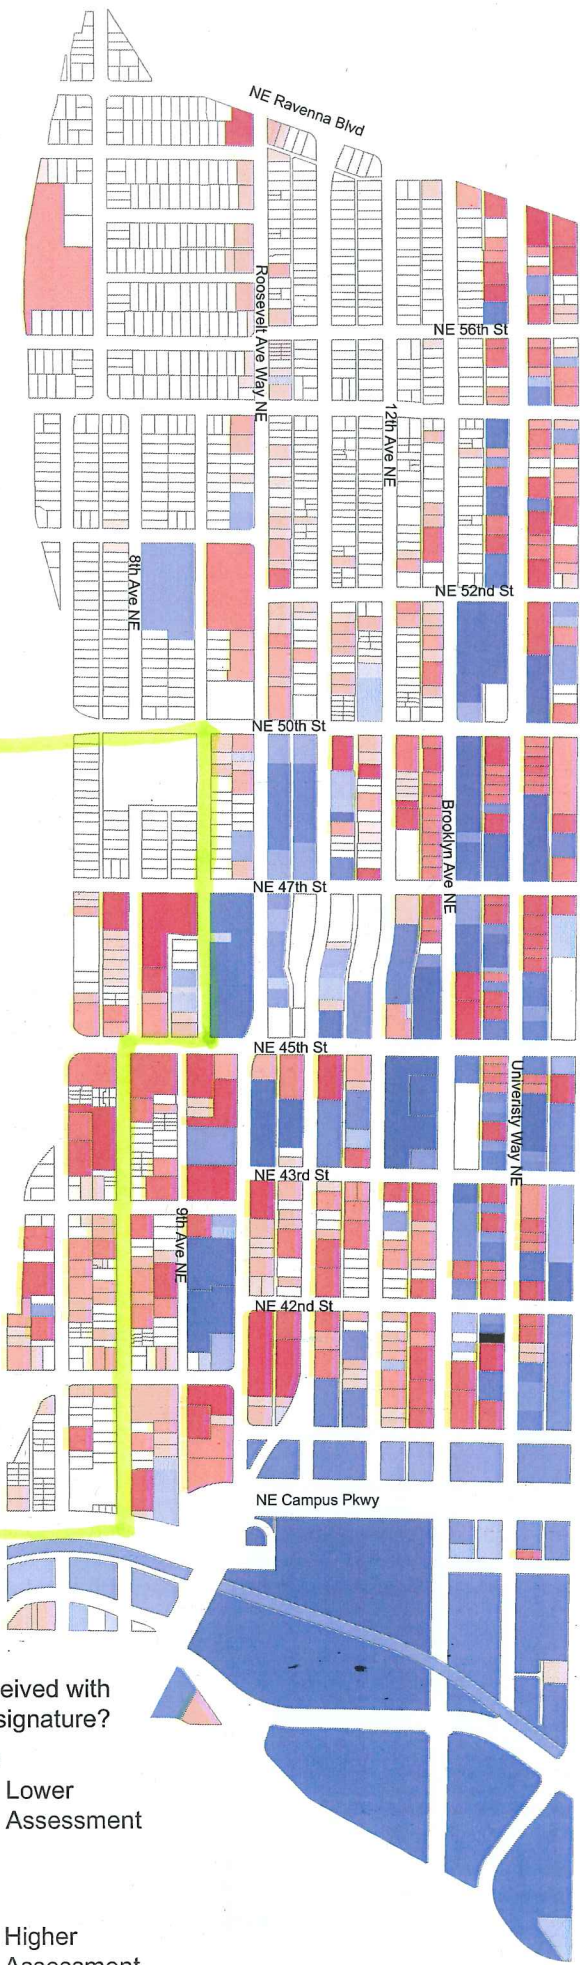 NE Ravenna Blvd
Roosevelt Ave Way NE
NE 56th St
12th Ave NE
8th Ave NE
NE 52nd St
NE 50th St
Brooklyn Ave NE
NE 47th St
NE 45th St
Univeristy Way NE
NE 43rd St
9th Ave NE
NE 42nd St
NE Campus Pkwy
eived with
signature?
Lower
Assessment
Higher
Assessment